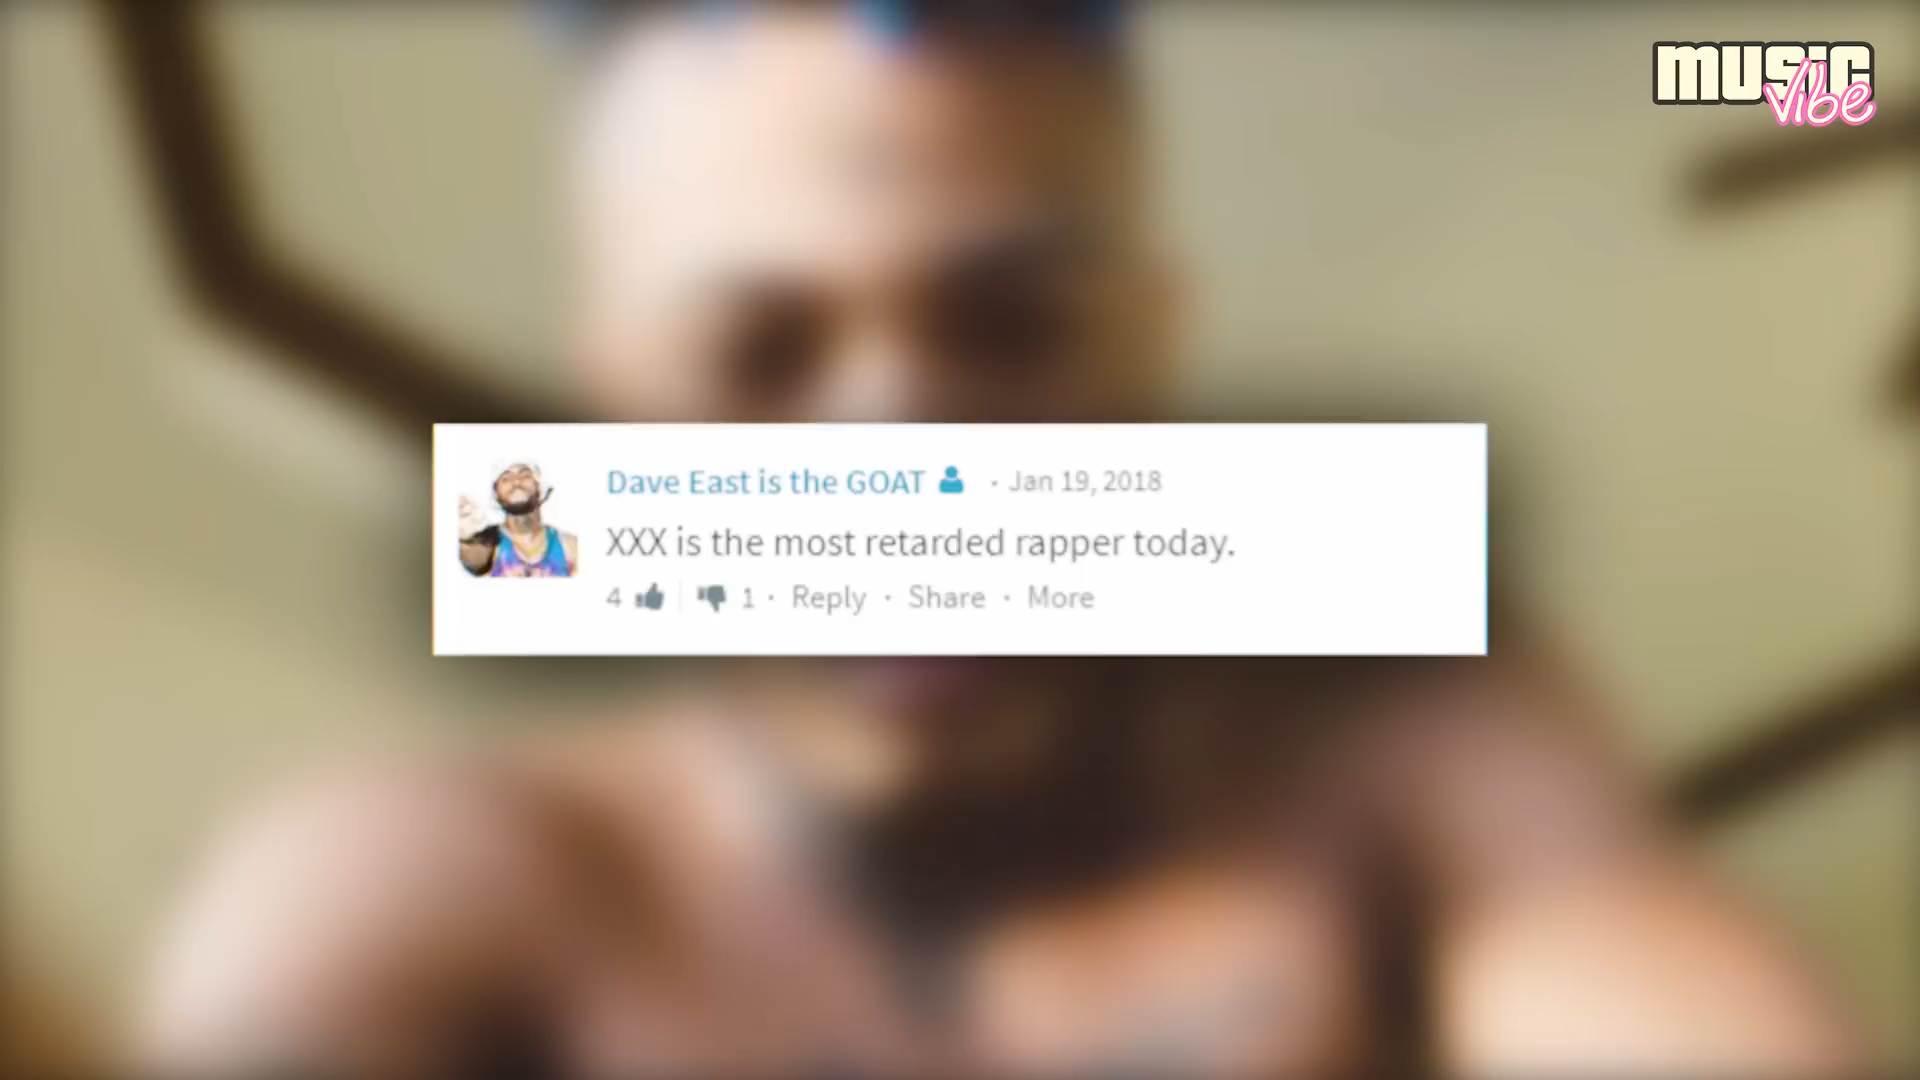 MUSIC
Vibe
Dave East is the GOAT · Jan 19, 2018
XXX is the most retarded rapper today.
4 1 · Reply · Share · More